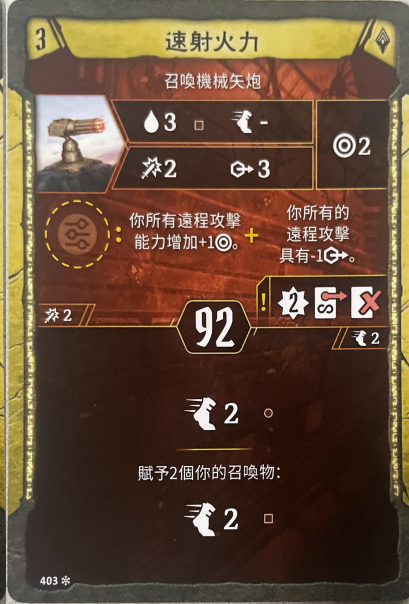 3 速射火力
召喚機械矢炮
3 -
2 3
2
你所有遠程攻擊
能力增加+1。
+
你所有的
遠程攻擊
具有-1。
! 2
2 92 2
2
賦予2個你的召喚物:
2
403